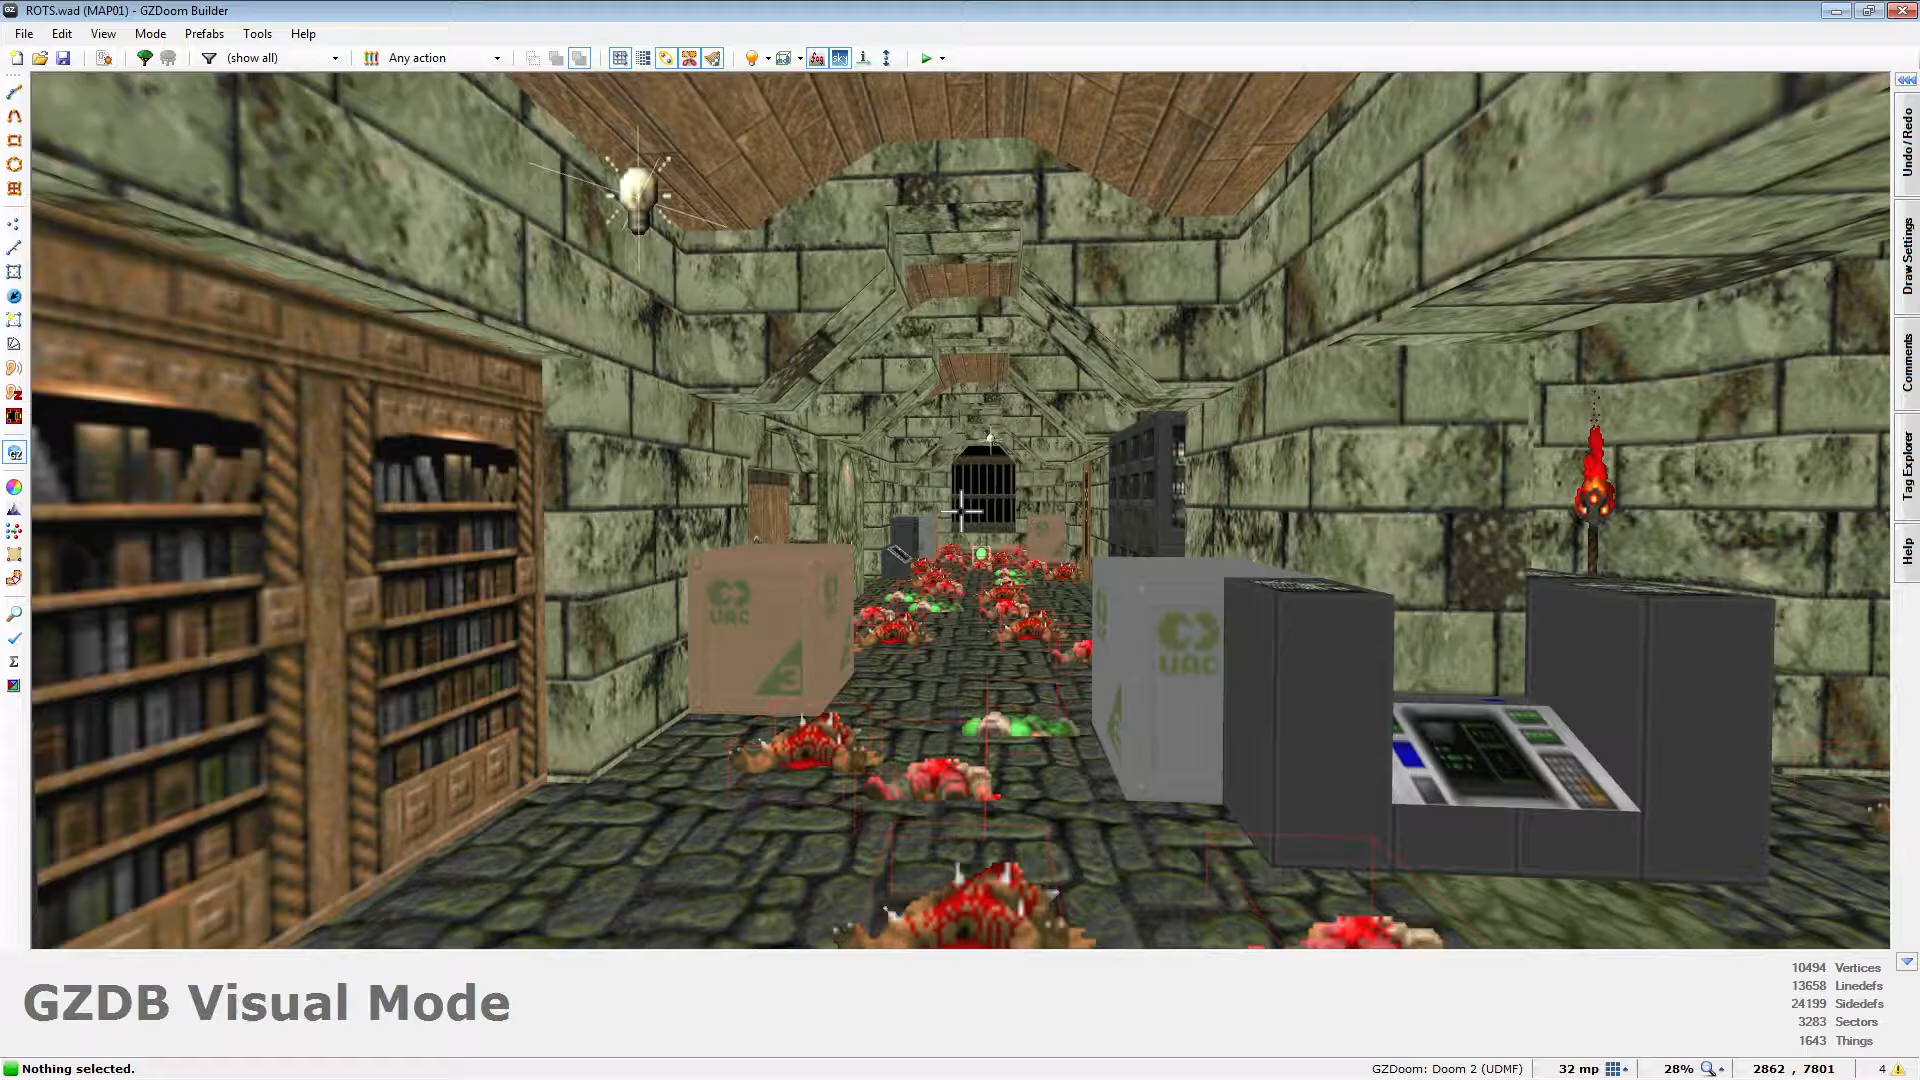 ROTS.wad (MAP01) - GZDoom Builder
File Edit View Mode Prefabs Tools Help
(show all) Any action
Undo / Redo
Draw Settings
Comments
Tag Explorer
Help
UAC
UAC
GZDB Visual Mode
10494 Vertices
13658 Linedefs
24199 Sidedefs
3283 Sectors
1643 Things
Nothing selected. GZDoom: Doom 2 (UDMF) 32 mp 28% 2862 , 7801 4